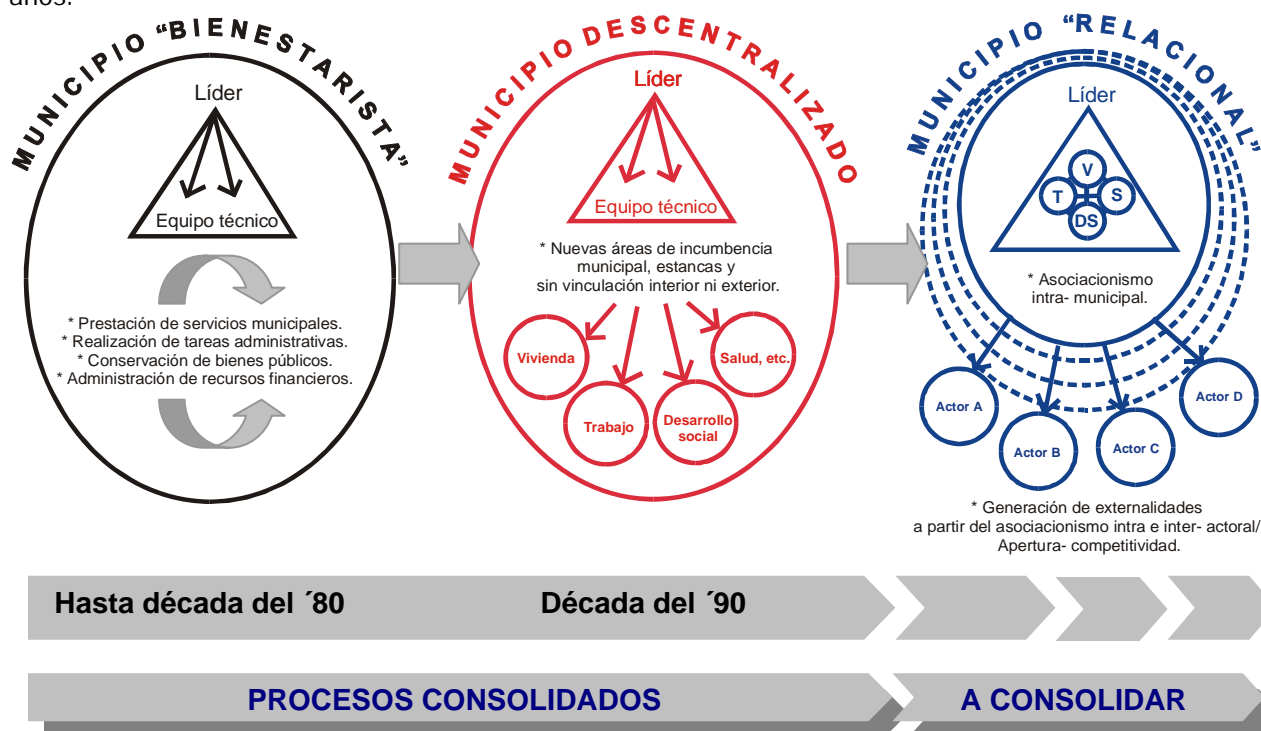 años.
MUNICIPIO “BIENESTARISTA”
Líder
Equipo técnico
* Prestación de servicios municipales.
* Realización de tareas administrativas.
* Conservación de bienes públicos.
* Administración de recursos financieros.
MUNICIPIO DESCENTRALIZADO
Líder
Equipo técnico
* Nuevas áreas de incumbencia
municipal, estancas y
sin vinculación interior ni exterior.
Vivienda
Trabajo
Desarrollo
social
Salud, etc.
MUNICIPIO “RELACIONAL”
Líder
V
T
S
DS
* Asociacionismo
intra- municipal.
Actor A
Actor B
Actor C
Actor D
* Generación de externalidades
a partir del asociacionismo intra e inter- actoral/
Apertura- competitividad.
Hasta década del ´80
Década del ´90
PROCESOS CONSOLIDADOS
A CONSOLIDAR